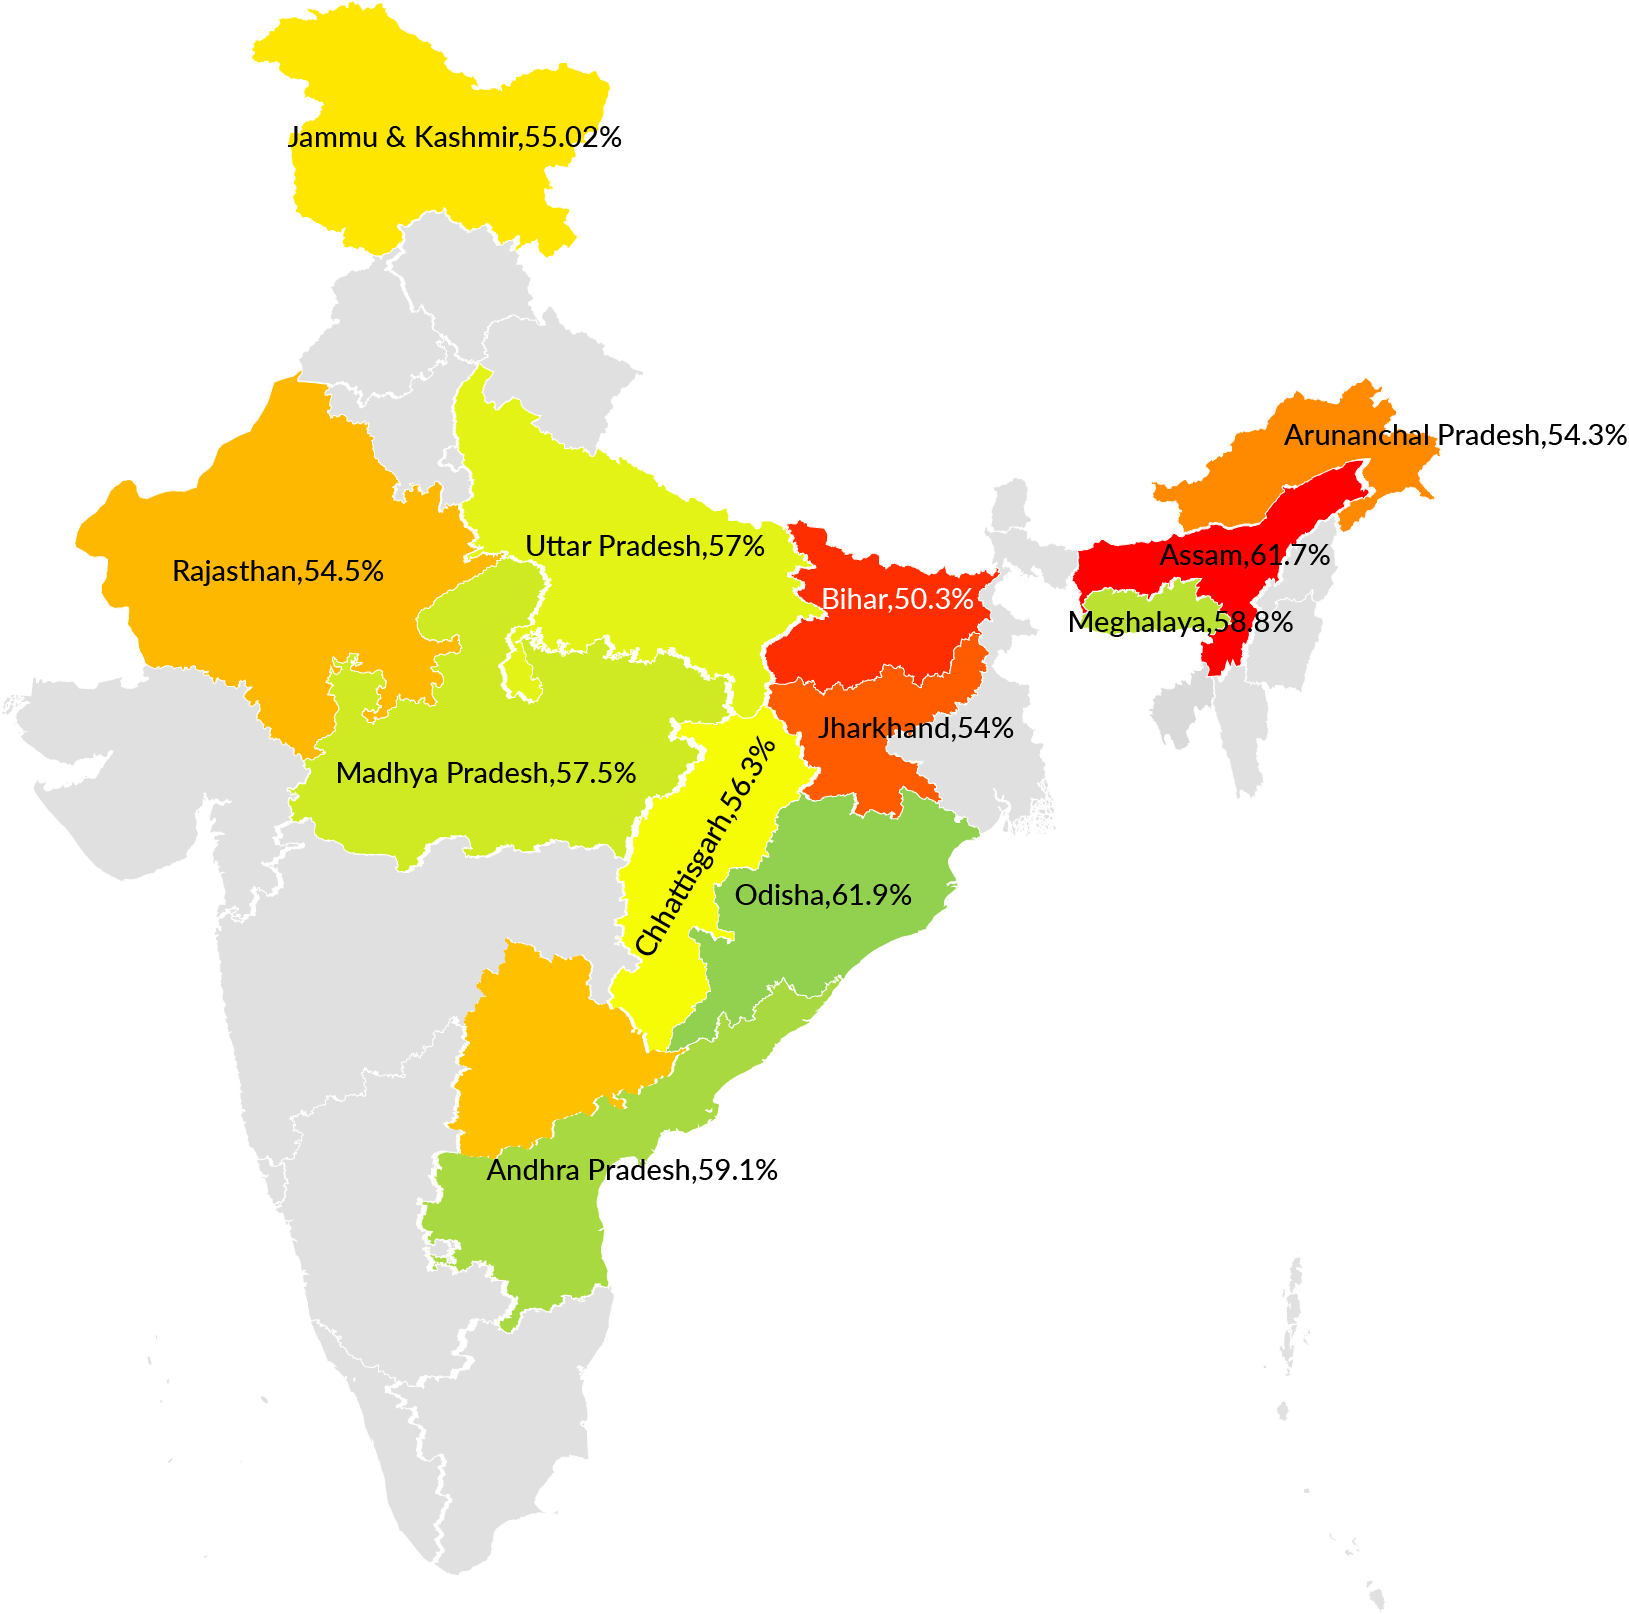 Jammu & Kashmir,55.02%
Arunanchal Pradesh,54.3%
Uttar Pradesh,57%
Assam,61.7%
Rajasthan,54.5%
Bihar,50.3%
Meghalaya,58.8%
Jharkhand,54%
Madhya Pradesh,57.5%
Chhattisgarh,56.3%
Odisha,61.9%
Andhra Pradesh,59.1%